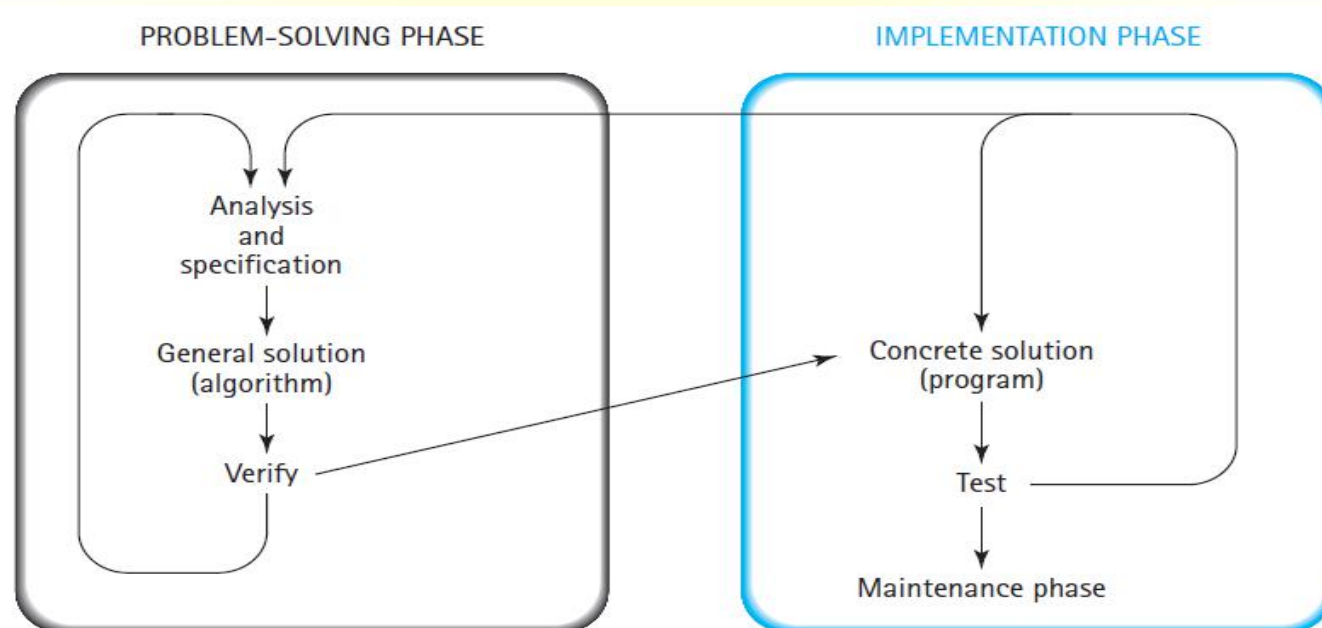 PROBLEM-SOLVING PHASE
Analysis
and
specification
General solution
(algorithm)
Verify
IMPLEMENTATION PHASE
Concrete solution
(program)
Test
Maintenance phase